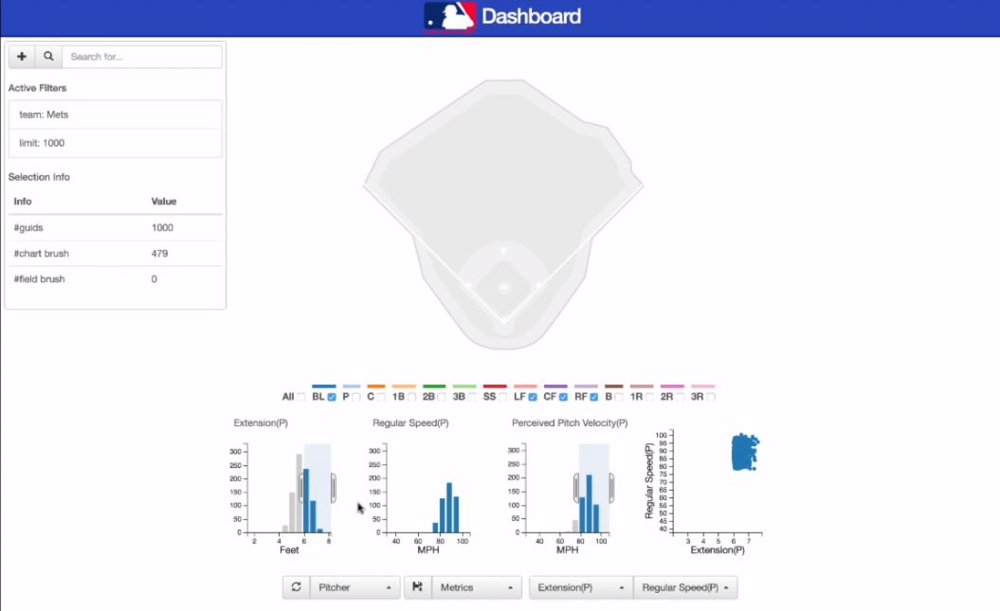 Dashboard
Search for...
Active Filters
team: Mets
limit: 1000
Selection Info
Info Value
#guids 1000
#chart brush 479
#field brush 0
All BL P C 1B 2B 3B SS LF CF RF B 1R 2R 3R
Extension(P) Regular Speed(P) Perceived Pitch Velocity(P)
300
250
200
150
100
50
0
2 4 6 8
Feet
300
250
200
150
100
50
0
40 60 80 100
MPH
300
250
200
150
100
50
0
40 60 80 100
MPH
Regular Speed(P)
100
95
90
85
80
75
70
65
60
55
50
45
40
3 4 5 6 7
Extension(P)
Pitcher Metrics Extension(P) Regular Speed(P)